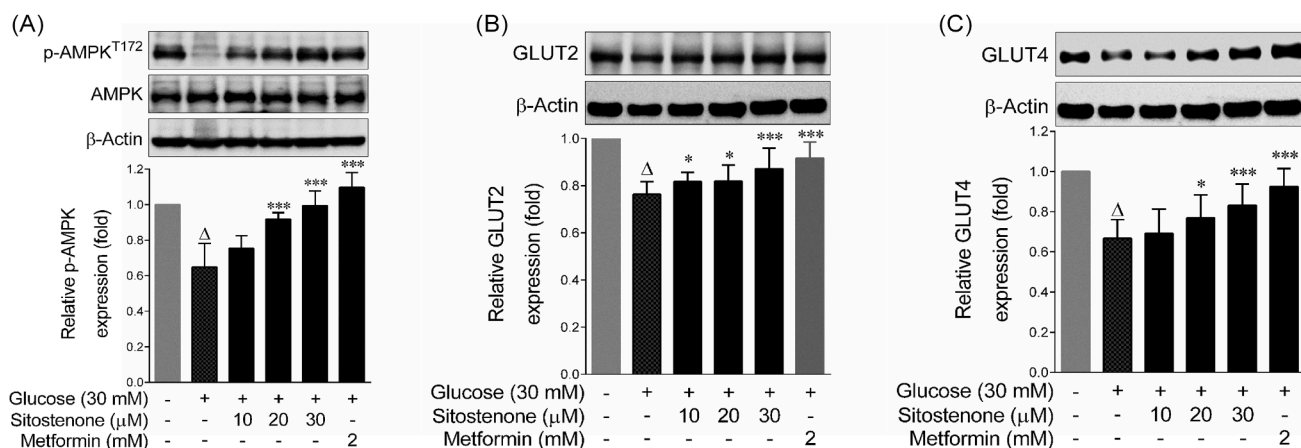 (A)
p-AMPK^T172
AMPK
β-Actin
Relative p-AMPK
expression (fold)
1.2
1.0
0.8
0.6
0.4
0.2
0.0
Δ
***
***
***
Glucose (30 mM) - + + + + +
Sitostenone (μM) - - 10 20 30 -
Metformin (mM) - - - - - 2
(B)
GLUT2
β-Actin
Relative GLUT2
expression (fold)
1.0
0.8
0.6
0.4
0.2
0.0
Δ
*
*
***
***
Glucose (30 mM) - + + + + +
Sitostenone (μM) - - 10 20 30 -
Metformin (mM) - - - - - 2
(C)
GLUT4
β-Actin
Relative GLUT4
expression (fold)
1.2
1.0
0.8
0.6
0.4
0.2
0.0
Δ
*
***
***
Glucose (30 mM) - + + + + +
Sitostenone (μM) - - 10 20 30 -
Metformin (mM) - - - - - 2